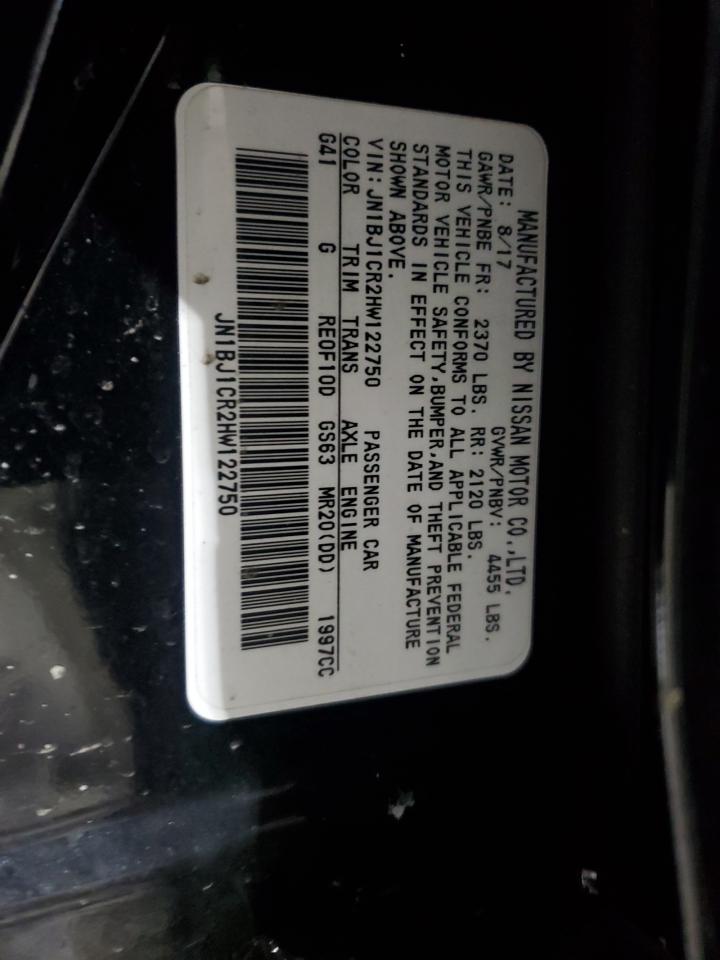 MANUFACTURED BY NISSAN MOTOR CO.,LTD.
DATE: 8/17 GVWR/PNBV: 4455 LBS.
GAWR/PNBE FR: 2370 LBS. RR: 2120 LBS.
THIS VEHICLE CONFORMS TO ALL APPLICABLE FEDERAL
MOTOR VEHICLE SAFETY,BUMPER,AND THEFT PREVENTION
STANDARDS IN EFFECT ON THE DATE OF MANUFACTURE
SHOWN ABOVE.
VIN:JN1BJ1CR2HW122750 PASSENGER CAR
COLOR TRIM TRANS AXLE ENGINE
G41 G RE0F10D GS63 MR20(DD) 1997CC
JN1BJ1CR2HW122750